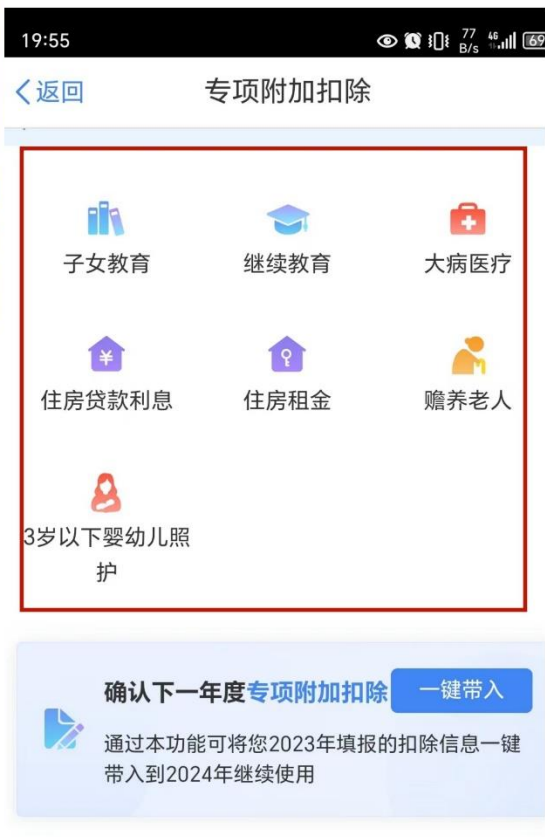 19:55
77 B/s 46 69
返回 专项附加扣除
子女教育 继续教育 大病医疗
¥
住房贷款利息 住房租金 赡养老人
3岁以下婴幼儿照
护
确认下一年度专项附加扣除 一键带入
通过本功能可将您2023年填报的扣除信息一键
带入到2024年继续使用